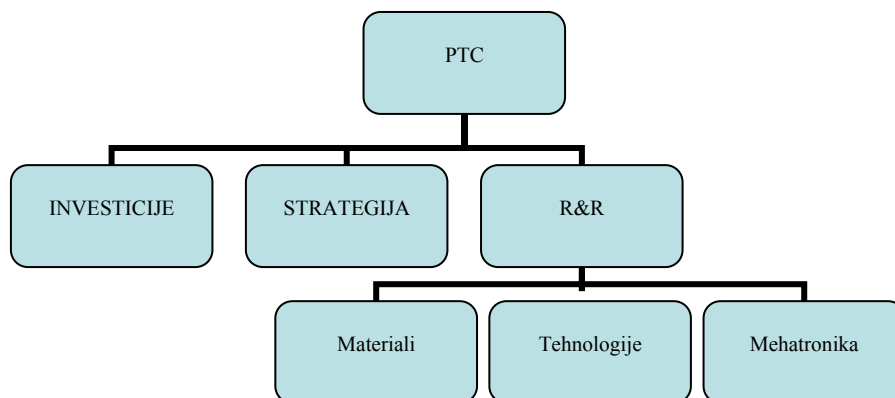 PTC
INVESTICIJE
STRATEGIJA
R&R
Materiali
Tehnologije
Mehatronika